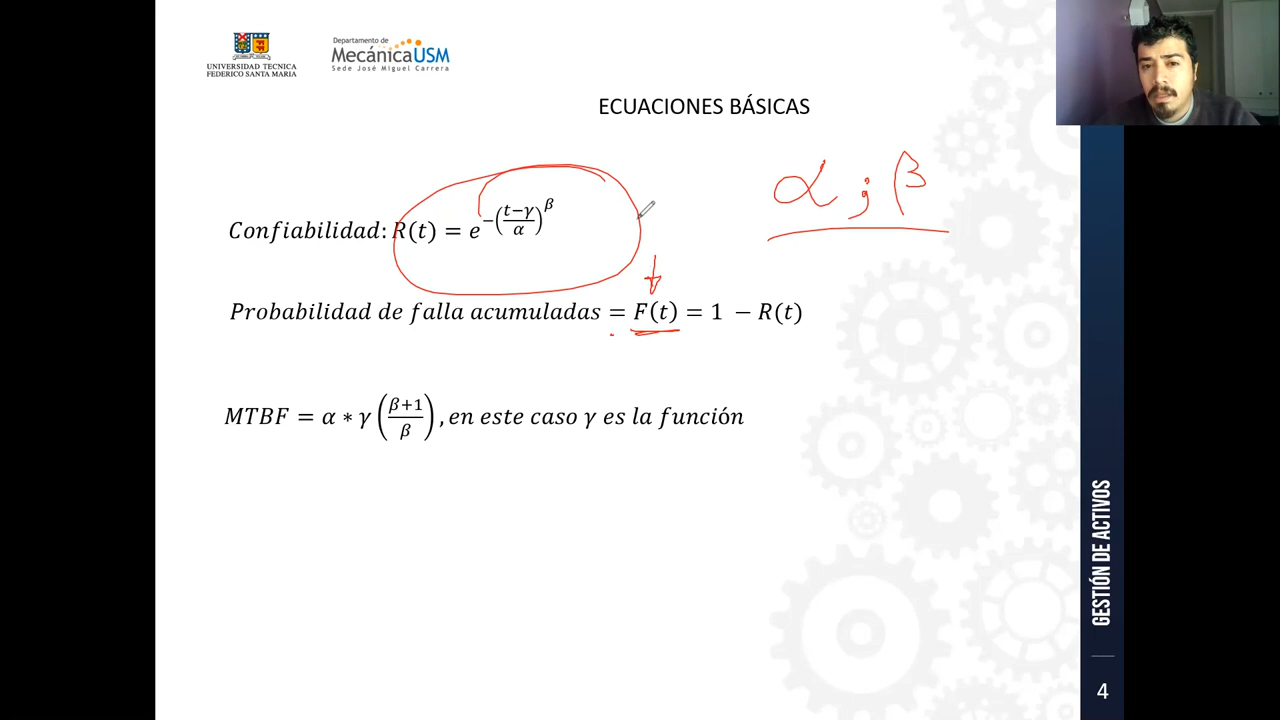 UNIVERSIDAD TECNICA
FEDERICO SANTA MARIA
Departamento de
MecánicaUSM
Sede José Miguel Carrera
ECUACIONES BÁSICAS
α ; β
Confiabilidad: R(t) = e^{-((t-γ)/α)^β}
Probabilidad de falla acumuladas = F(t) = 1 − R(t)
MTBF = α ∗ γ ((β+1)/β), en este caso γ es la función
GESTIÓN DE ACTIVOS
4